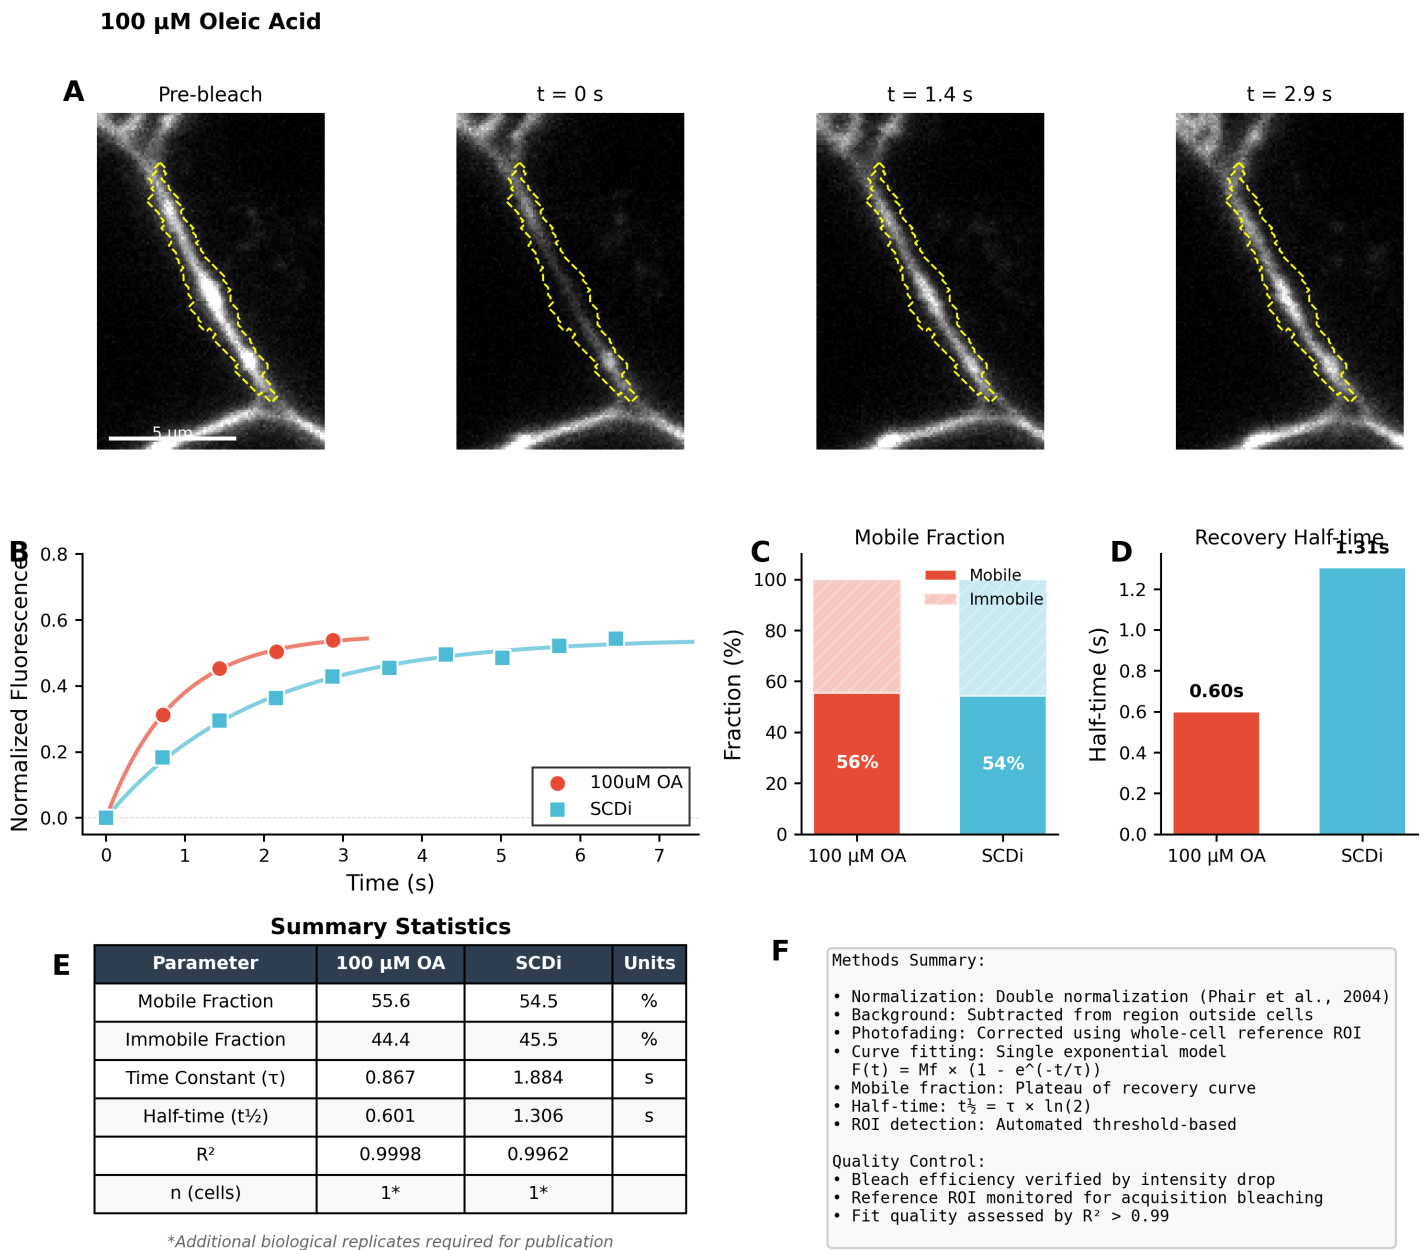 100 µM Oleic Acid
A
Pre-bleach
t = 0 s
t = 1.4 s
t = 2.9 s
5 µm
B
Normalized Fluorescence
0.8
0.6
0.4
0.2
0.0
0 1 2 3 4 5 6 7
Time (s)
100uM OA
SCDi
C
Mobile Fraction
Fraction (%)
100
80
60
40
20
0
Mobile
Immobile
56%
54%
100 µM OA SCDi
D
Recovery Half-time
Half-time (s)
1.2
1.0
0.8
0.6
0.4
0.2
0.0
0.60s
1.31s
100 µM OA SCDi
E
Summary Statistics
Parameter 100 µM OA SCDi Units
Mobile Fraction 55.6 54.5 %
Immobile Fraction 44.4 45.5 %
Time Constant (τ) 0.867 1.884 s
Half-time (t½) 0.601 1.306 s
R² 0.9998 0.9962
n (cells) 1* 1*
*Additional biological replicates required for publication
F
Methods Summary:
• Normalization: Double normalization (Phair et al., 2004)
• Background: Subtracted from region outside cells
• Photofading: Corrected using whole-cell reference ROI
• Curve fitting: Single exponential model
F(t) = Mf × (1 - e^(-t/τ))
• Mobile fraction: Plateau of recovery curve
• Half-time: t½ = τ × ln(2)
• ROI detection: Automated threshold-based
Quality Control:
• Bleach efficiency verified by intensity drop
• Reference ROI monitored for acquisition bleaching
• Fit quality assessed by R² > 0.99